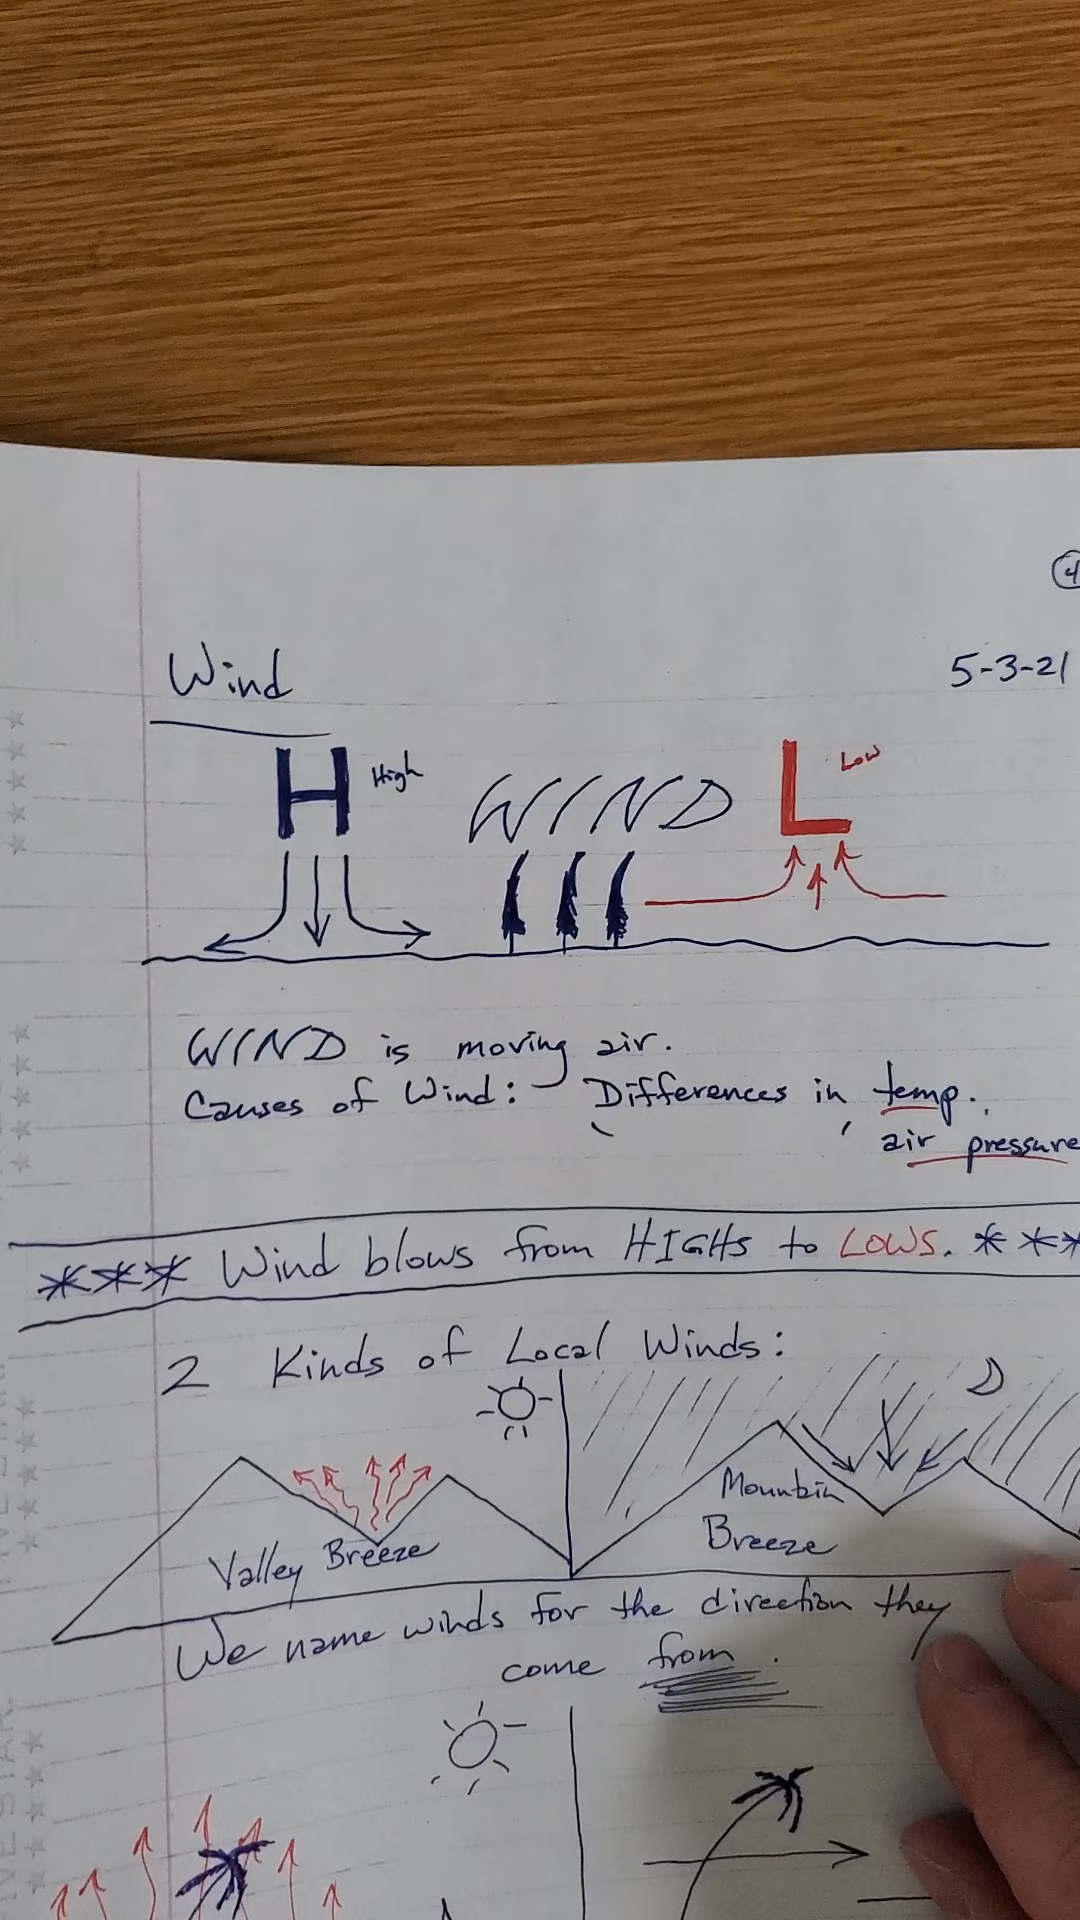 4
Wind
5-3-21
H High
WIND
L Low
WIND is moving air.
Causes of Wind: Differences in temp.
air pressure
*** Wind blows from HIGHs to LOWS. ***
2 Kinds of Local Winds:
Valley Breeze
Mountain
Breeze
We name winds for the direction they
come from.